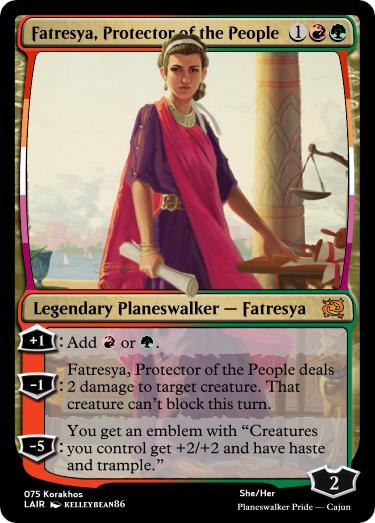 Fatresya, Protector of the People 1
Legendary Planeswalker — Fatresya
+1: Add or .
-1: Fatresya, Protector of the People deals
2 damage to target creature. That
creature can't block this turn.
-5: You get an emblem with “Creatures
you control get +2/+2 and have haste
and trample.”
2
075 Korakhos
LAIR KELLEYBEAN86
She/Her
Planeswalker Pride — Cajun